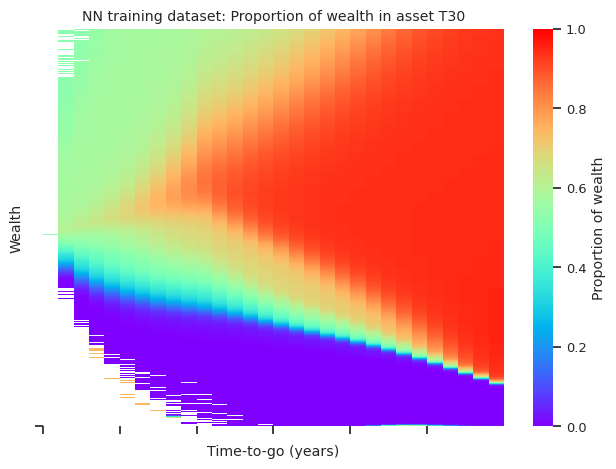 NN training dataset: Proportion of wealth in asset T30
Wealth
Time-to-go (years)
1.0
0.8
0.6
0.4
0.2
0.0
Proportion of wealth